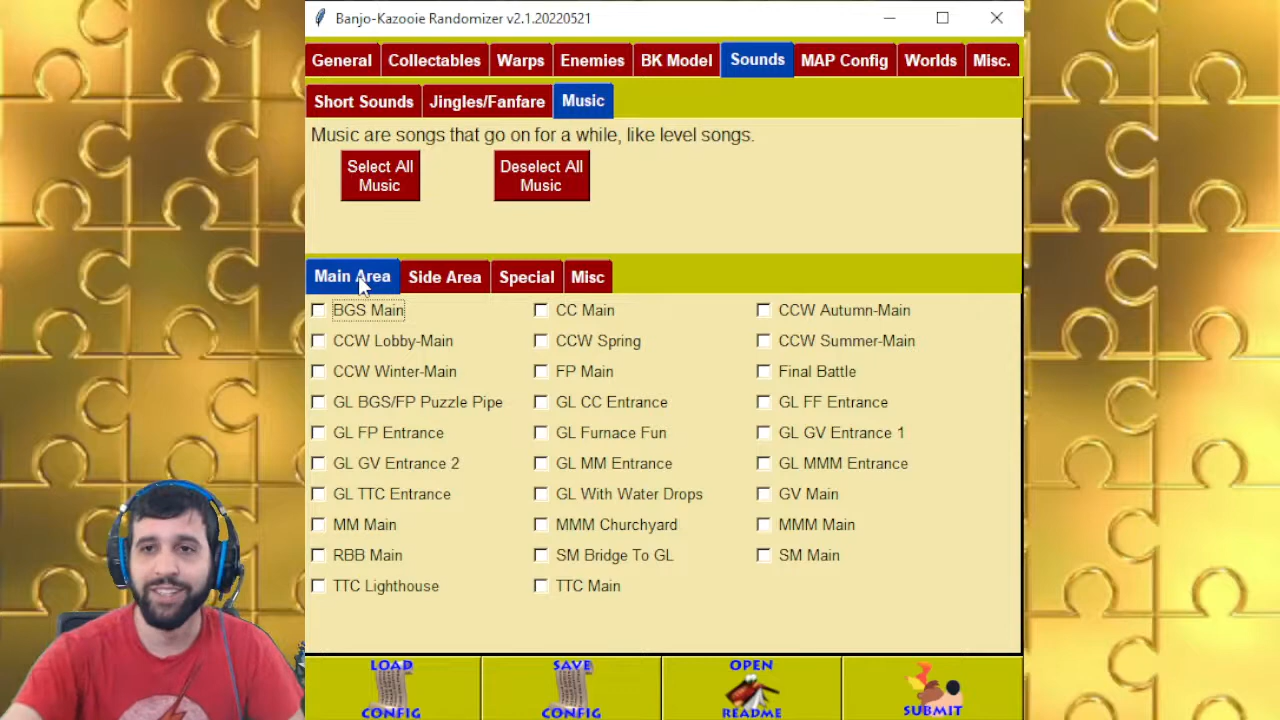 Banjo-Kazooie Randomizer v2.1.20220521
General Collectables Warps Enemies BK Model Sounds MAP Config Worlds Misc.
Short Sounds Jingles/Fanfare Music
Music are songs that go on for a while, like level songs.
Select All Deselect All
Music Music
Main Area Side Area Special Misc
BGS Main CC Main CCW Autumn-Main
CCW Lobby-Main CCW Spring CCW Summer-Main
CCW Winter-Main FP Main Final Battle
GL BGS/FP Puzzle Pipe GL CC Entrance GL FF Entrance
GL FP Entrance GL Furnace Fun GL GV Entrance 1
GL GV Entrance 2 GL MM Entrance GL MMM Entrance
GL TTC Entrance GL With Water Drops GV Main
MM Main MMM Churchyard MMM Main
RBB Main SM Bridge To GL SM Main
TTC Lighthouse TTC Main
LOAD SAVE OPEN
CONFIG CONFIG README SUBMIT